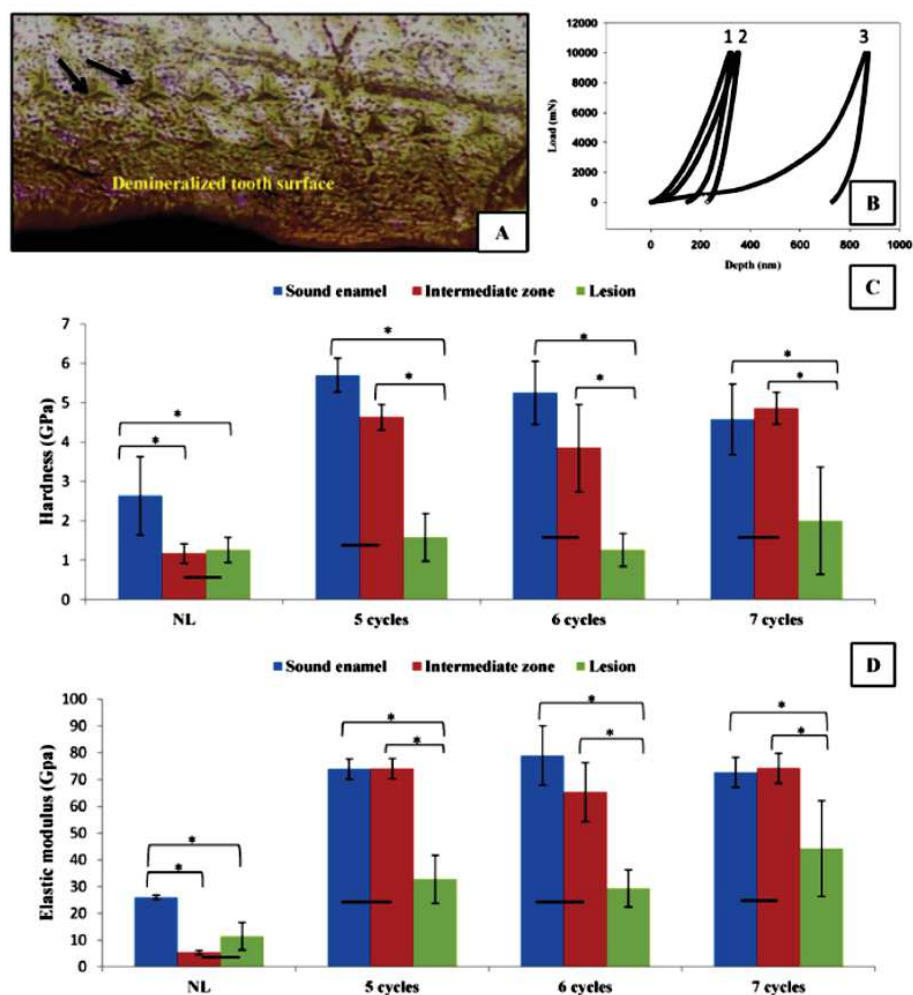 Demineralized tooth surface
A
1 2 3
Load (mN)
12000
10000
8000
6000
4000
2000
0
0 200 400 600 800 1000
Depth (nm)
B
C
Sound enamel Intermediate zone Lesion
Hardness (GPa)
7
6
5
4
3
2
1
0
* * * * * * * *
NL 5 cycles 6 cycles 7 cycles
D
Sound enamel Intermediate zone Lesion
Elastic modulus (Gpa)
100
90
80
70
60
50
40
30
20
10
0
* * * * * * * *
NL 5 cycles 6 cycles 7 cycles